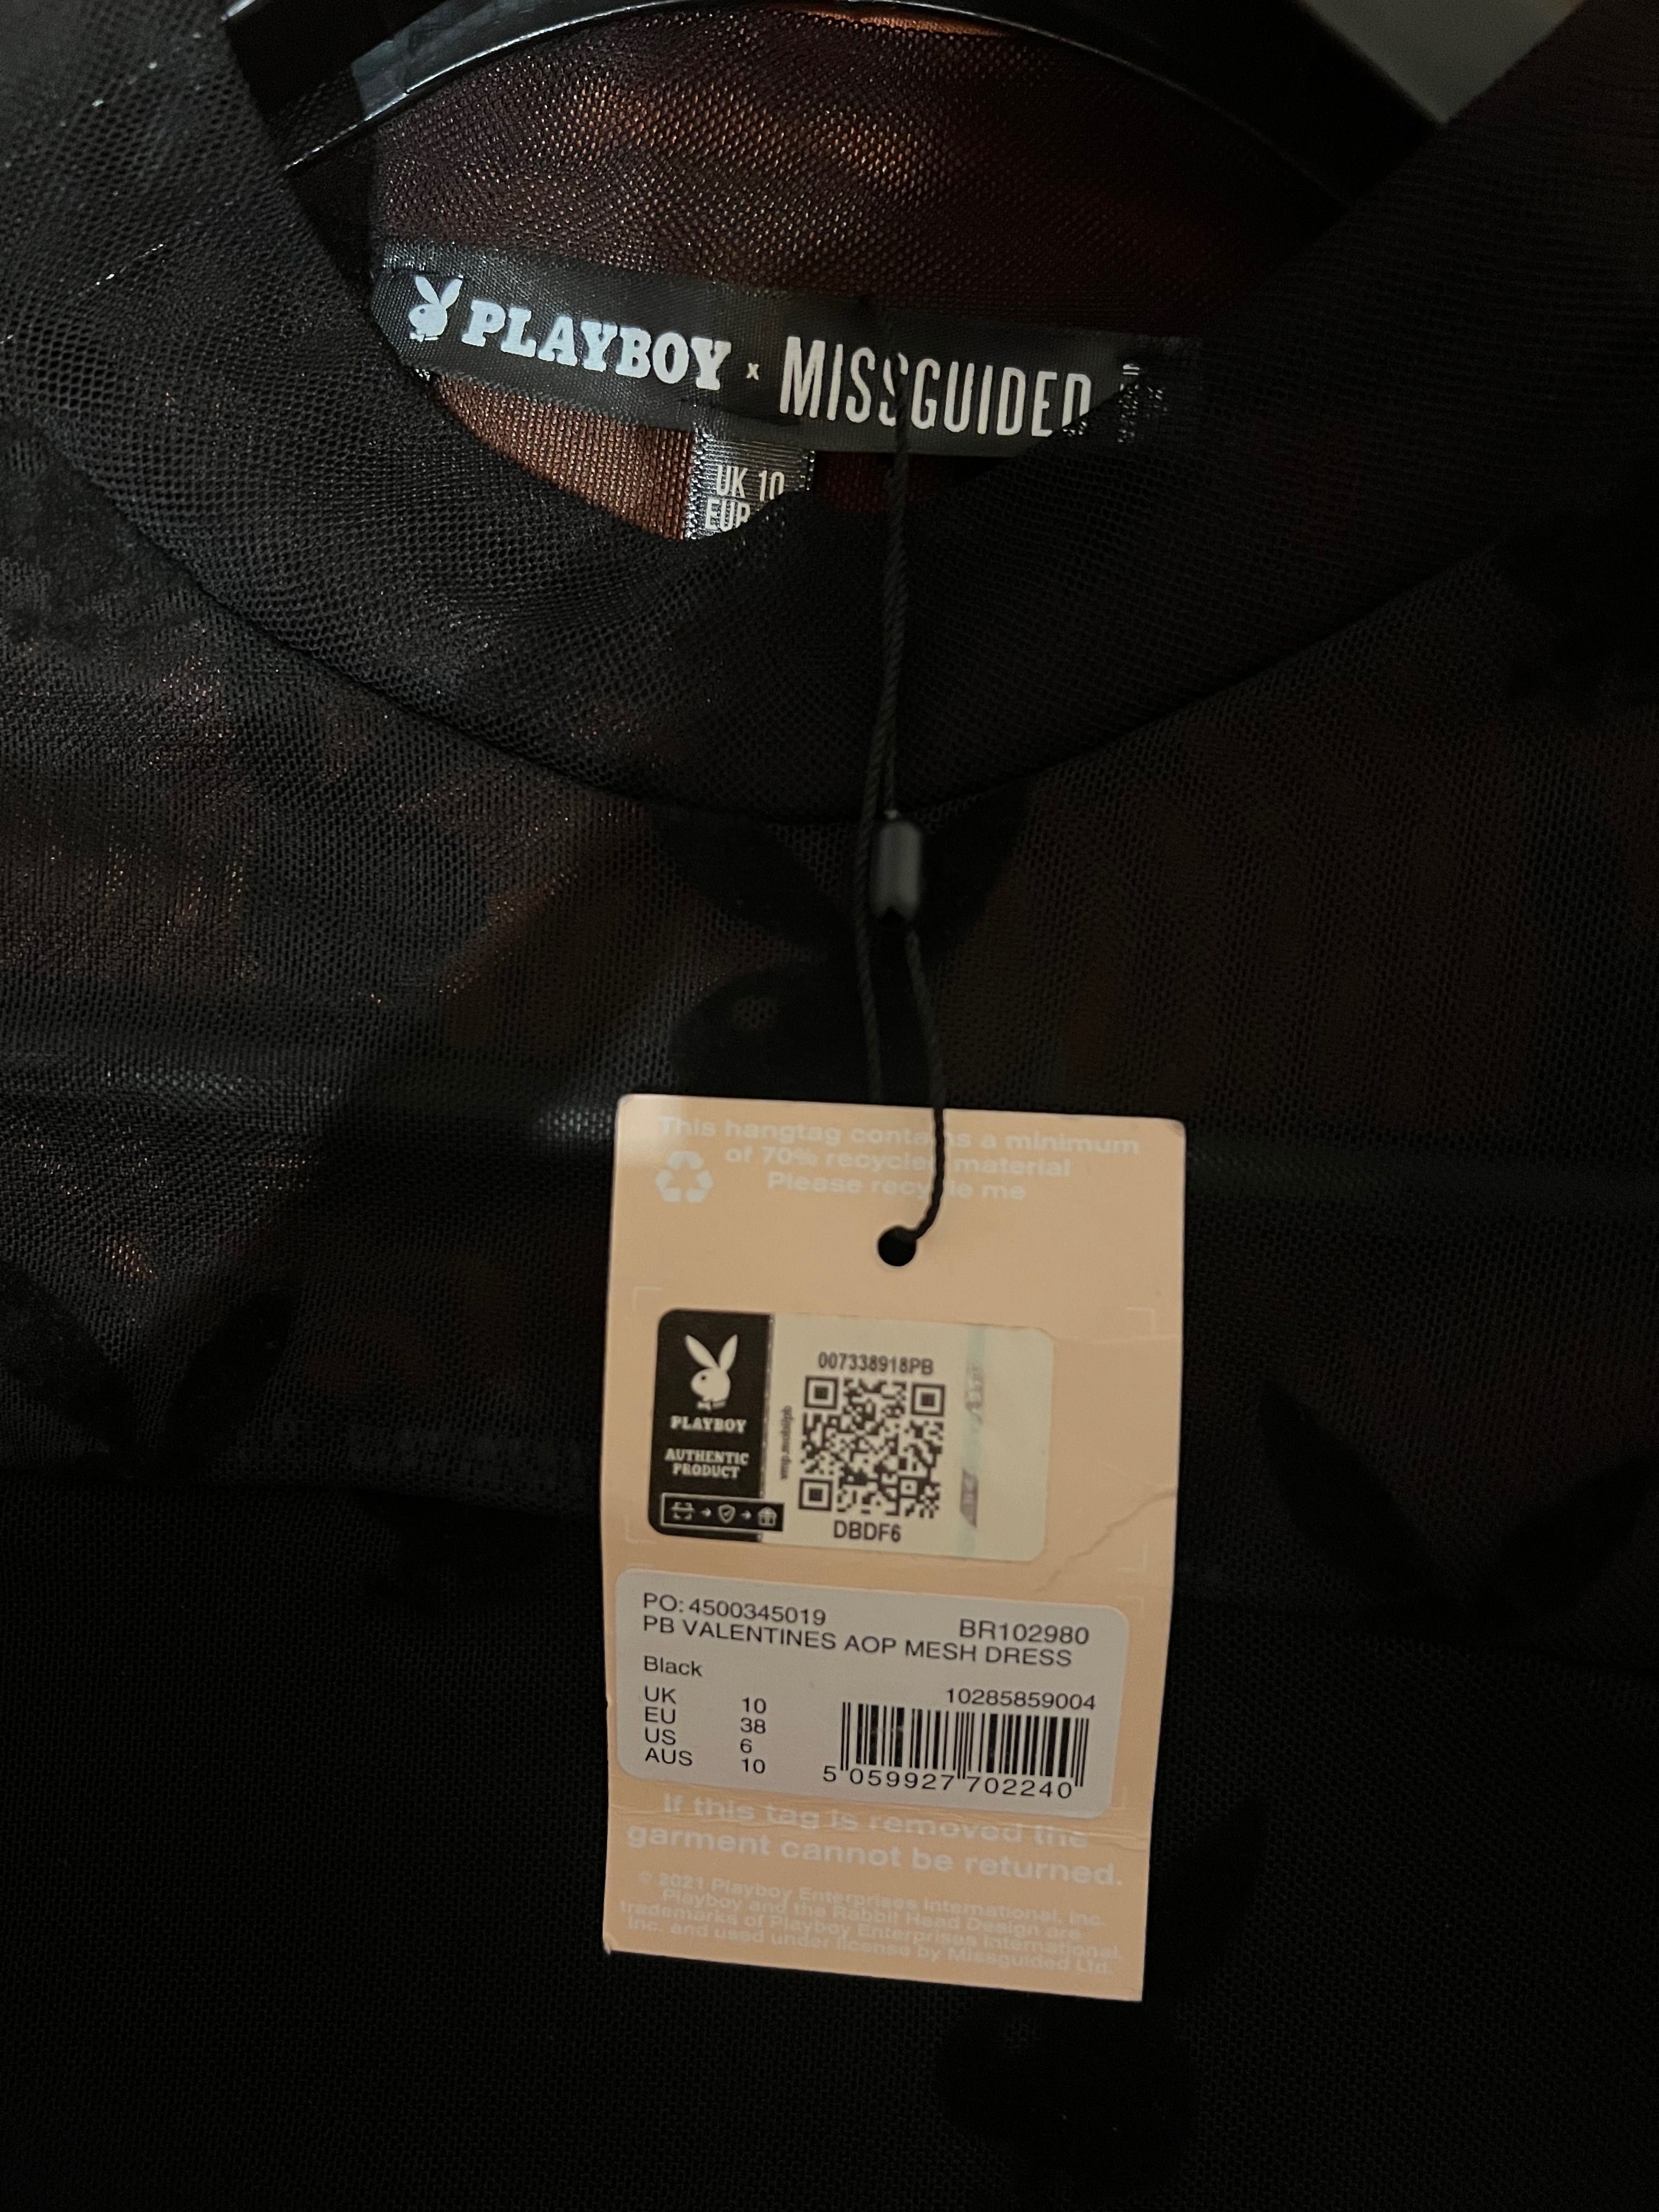 PLAYBOY x MISSGUIDED
UK 10
EUR
This hangtag contains a minimum
of 70% recycled material
Please recycle me
007338918PB
PLAYBOY
AUTHENTIC
PRODUCT
DBDF6
PO: 4500345019 BR102980
PB VALENTINES AOP MESH DRESS
Black
10285859004
UK 10
EU 38
US 6
AUS 10
5 059927 702240
If this tag is removed the
garment cannot be returned.
© 2021 Playboy Enterprises International, Inc.
Playboy and the Rabbit Head Design are
trademarks of Playboy Enterprises International,
Inc. and used under license by Missguided Ltd.